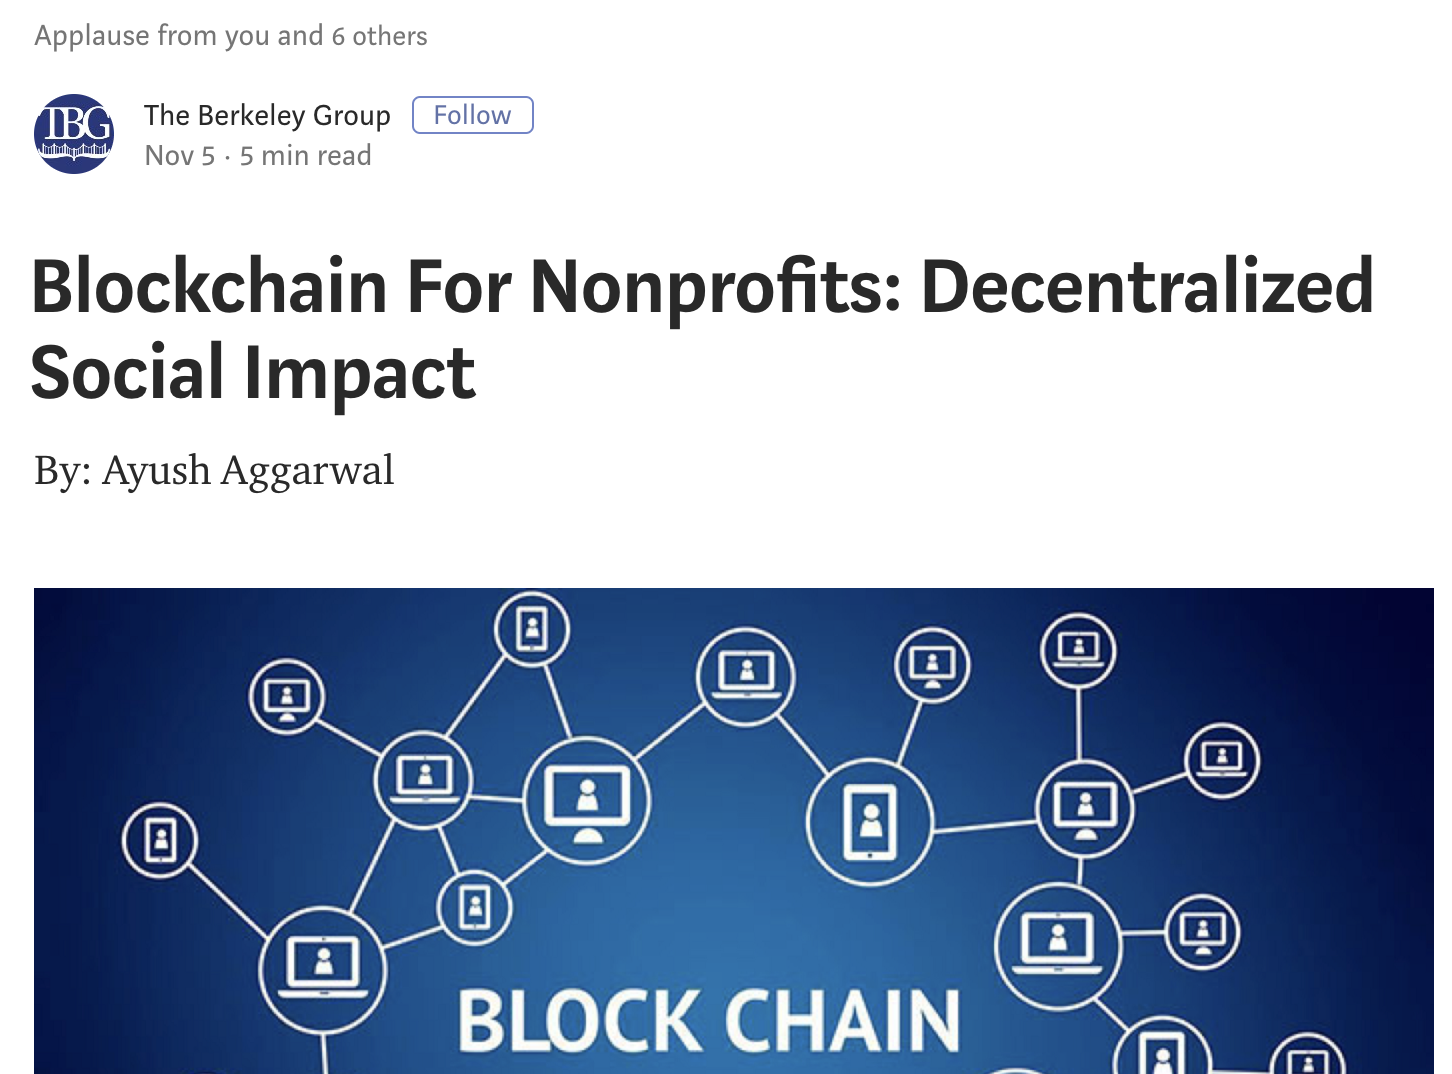 Applause from you and 6 others
TBG
The Berkeley Group Follow
Nov 5 · 5 min read
Blockchain For Nonprofits: Decentralized
Social Impact
By: Ayush Aggarwal
BLOCK CHAIN